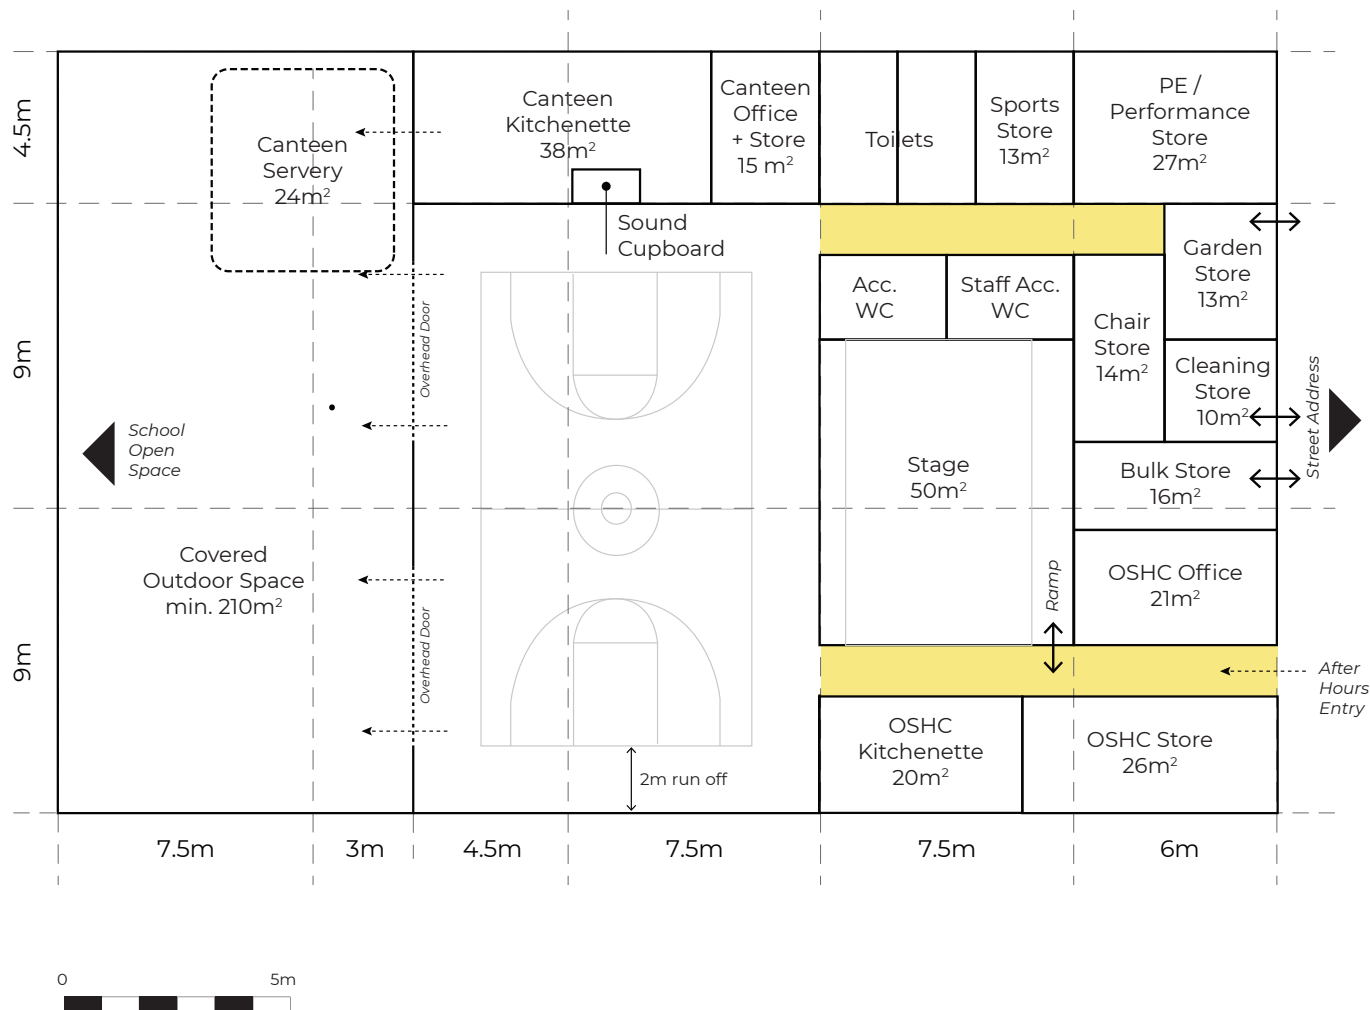 4.5m
9m
9m
Canteen
Servery
24m²
Canteen
Kitchenette
38m²
Canteen
Office
+ Store
15 m²
Toilets
Sports
Store
13m²
PE /
Performance
Store
27m²
Sound
Cupboard
Garden
Store
13m²
Acc.
WC
Staff Acc.
WC
Chair
Store
14m²
Cleaning
Store
10m²
Overhead Door
School
Open
Space
Street Address
Stage
50m²
Bulk Store
16m²
Covered
Outdoor Space
min. 210m²
OSHC Office
21m²
Ramp
Overhead Door
After
Hours
Entry
OSHC
Kitchenette
20m²
OSHC Store
26m²
2m run off
7.5m
3m
4.5m
7.5m
7.5m
6m
0
5m